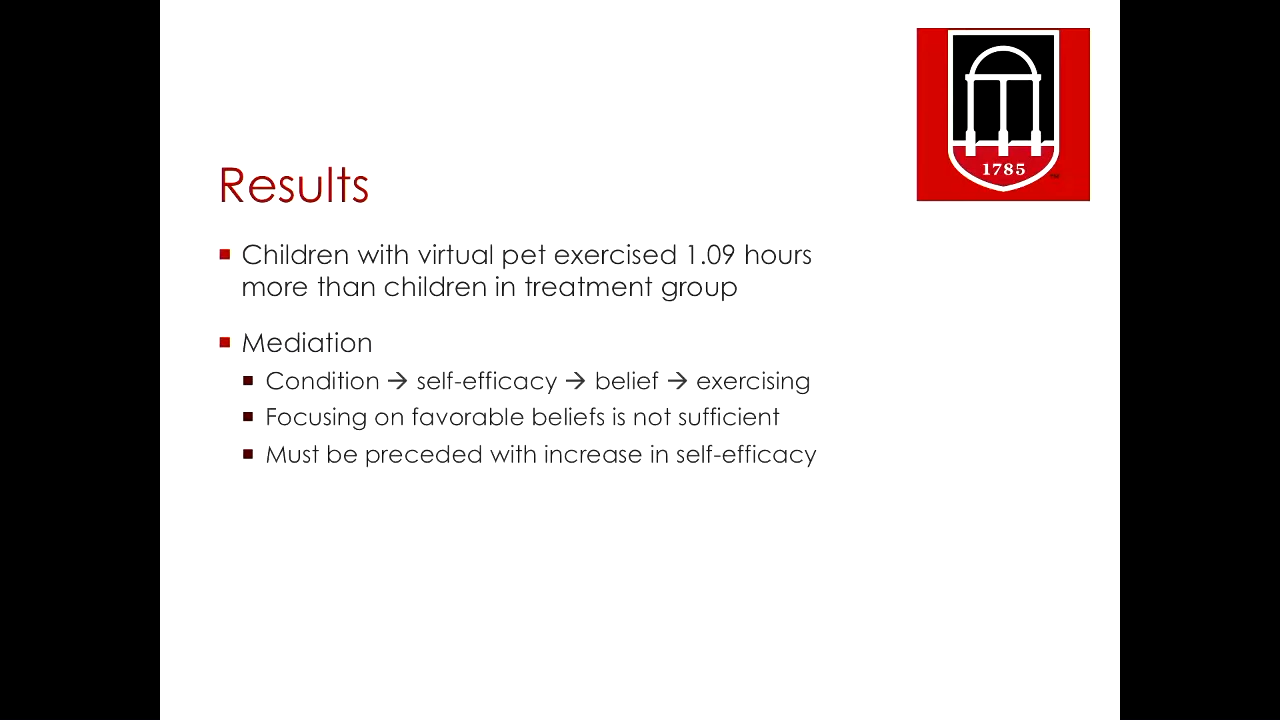 1785
Results
Children with virtual pet exercised 1.09 hours
more than children in treatment group
Mediation
Condition → self-efficacy → belief → exercising
Focusing on favorable beliefs is not sufficient
Must be preceded with increase in self-efficacy